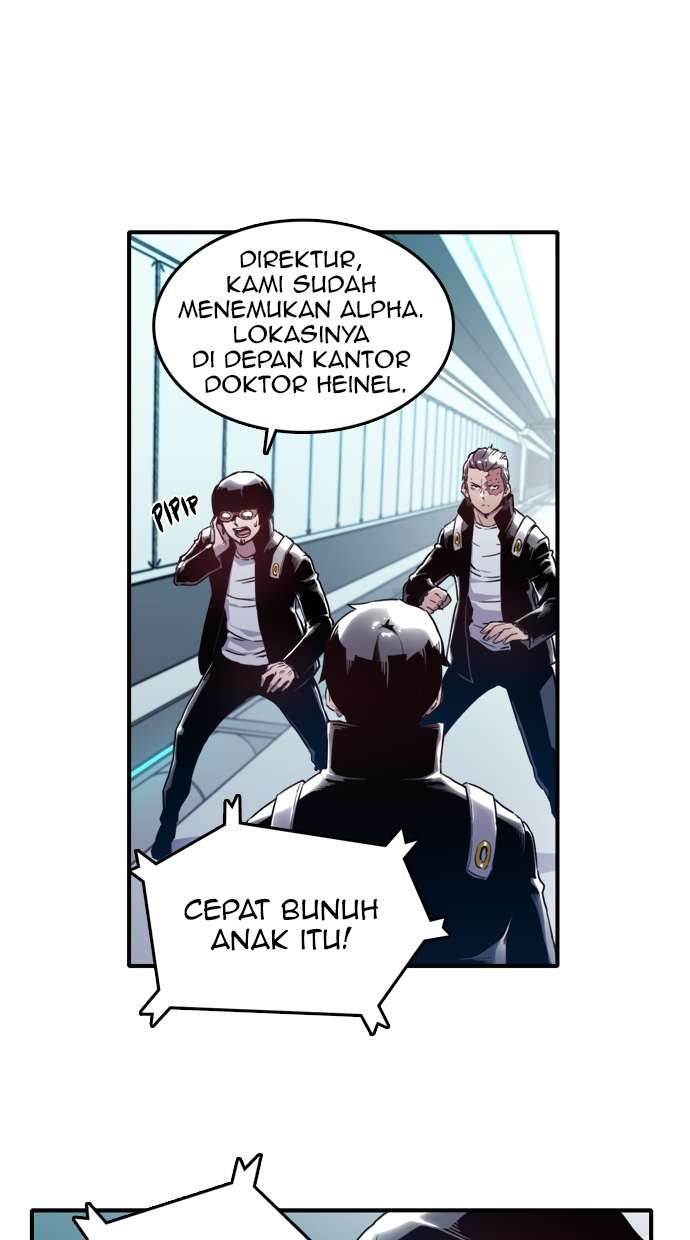 DIREKTUR,
KAMI SUDAH
MENEMUKAN ALPHA.
LOKASINYA
DI DEPAN KANTOR
DOKTOR HEINEL.
PIPIP
CEPAT BUNUH
ANAK ITU!